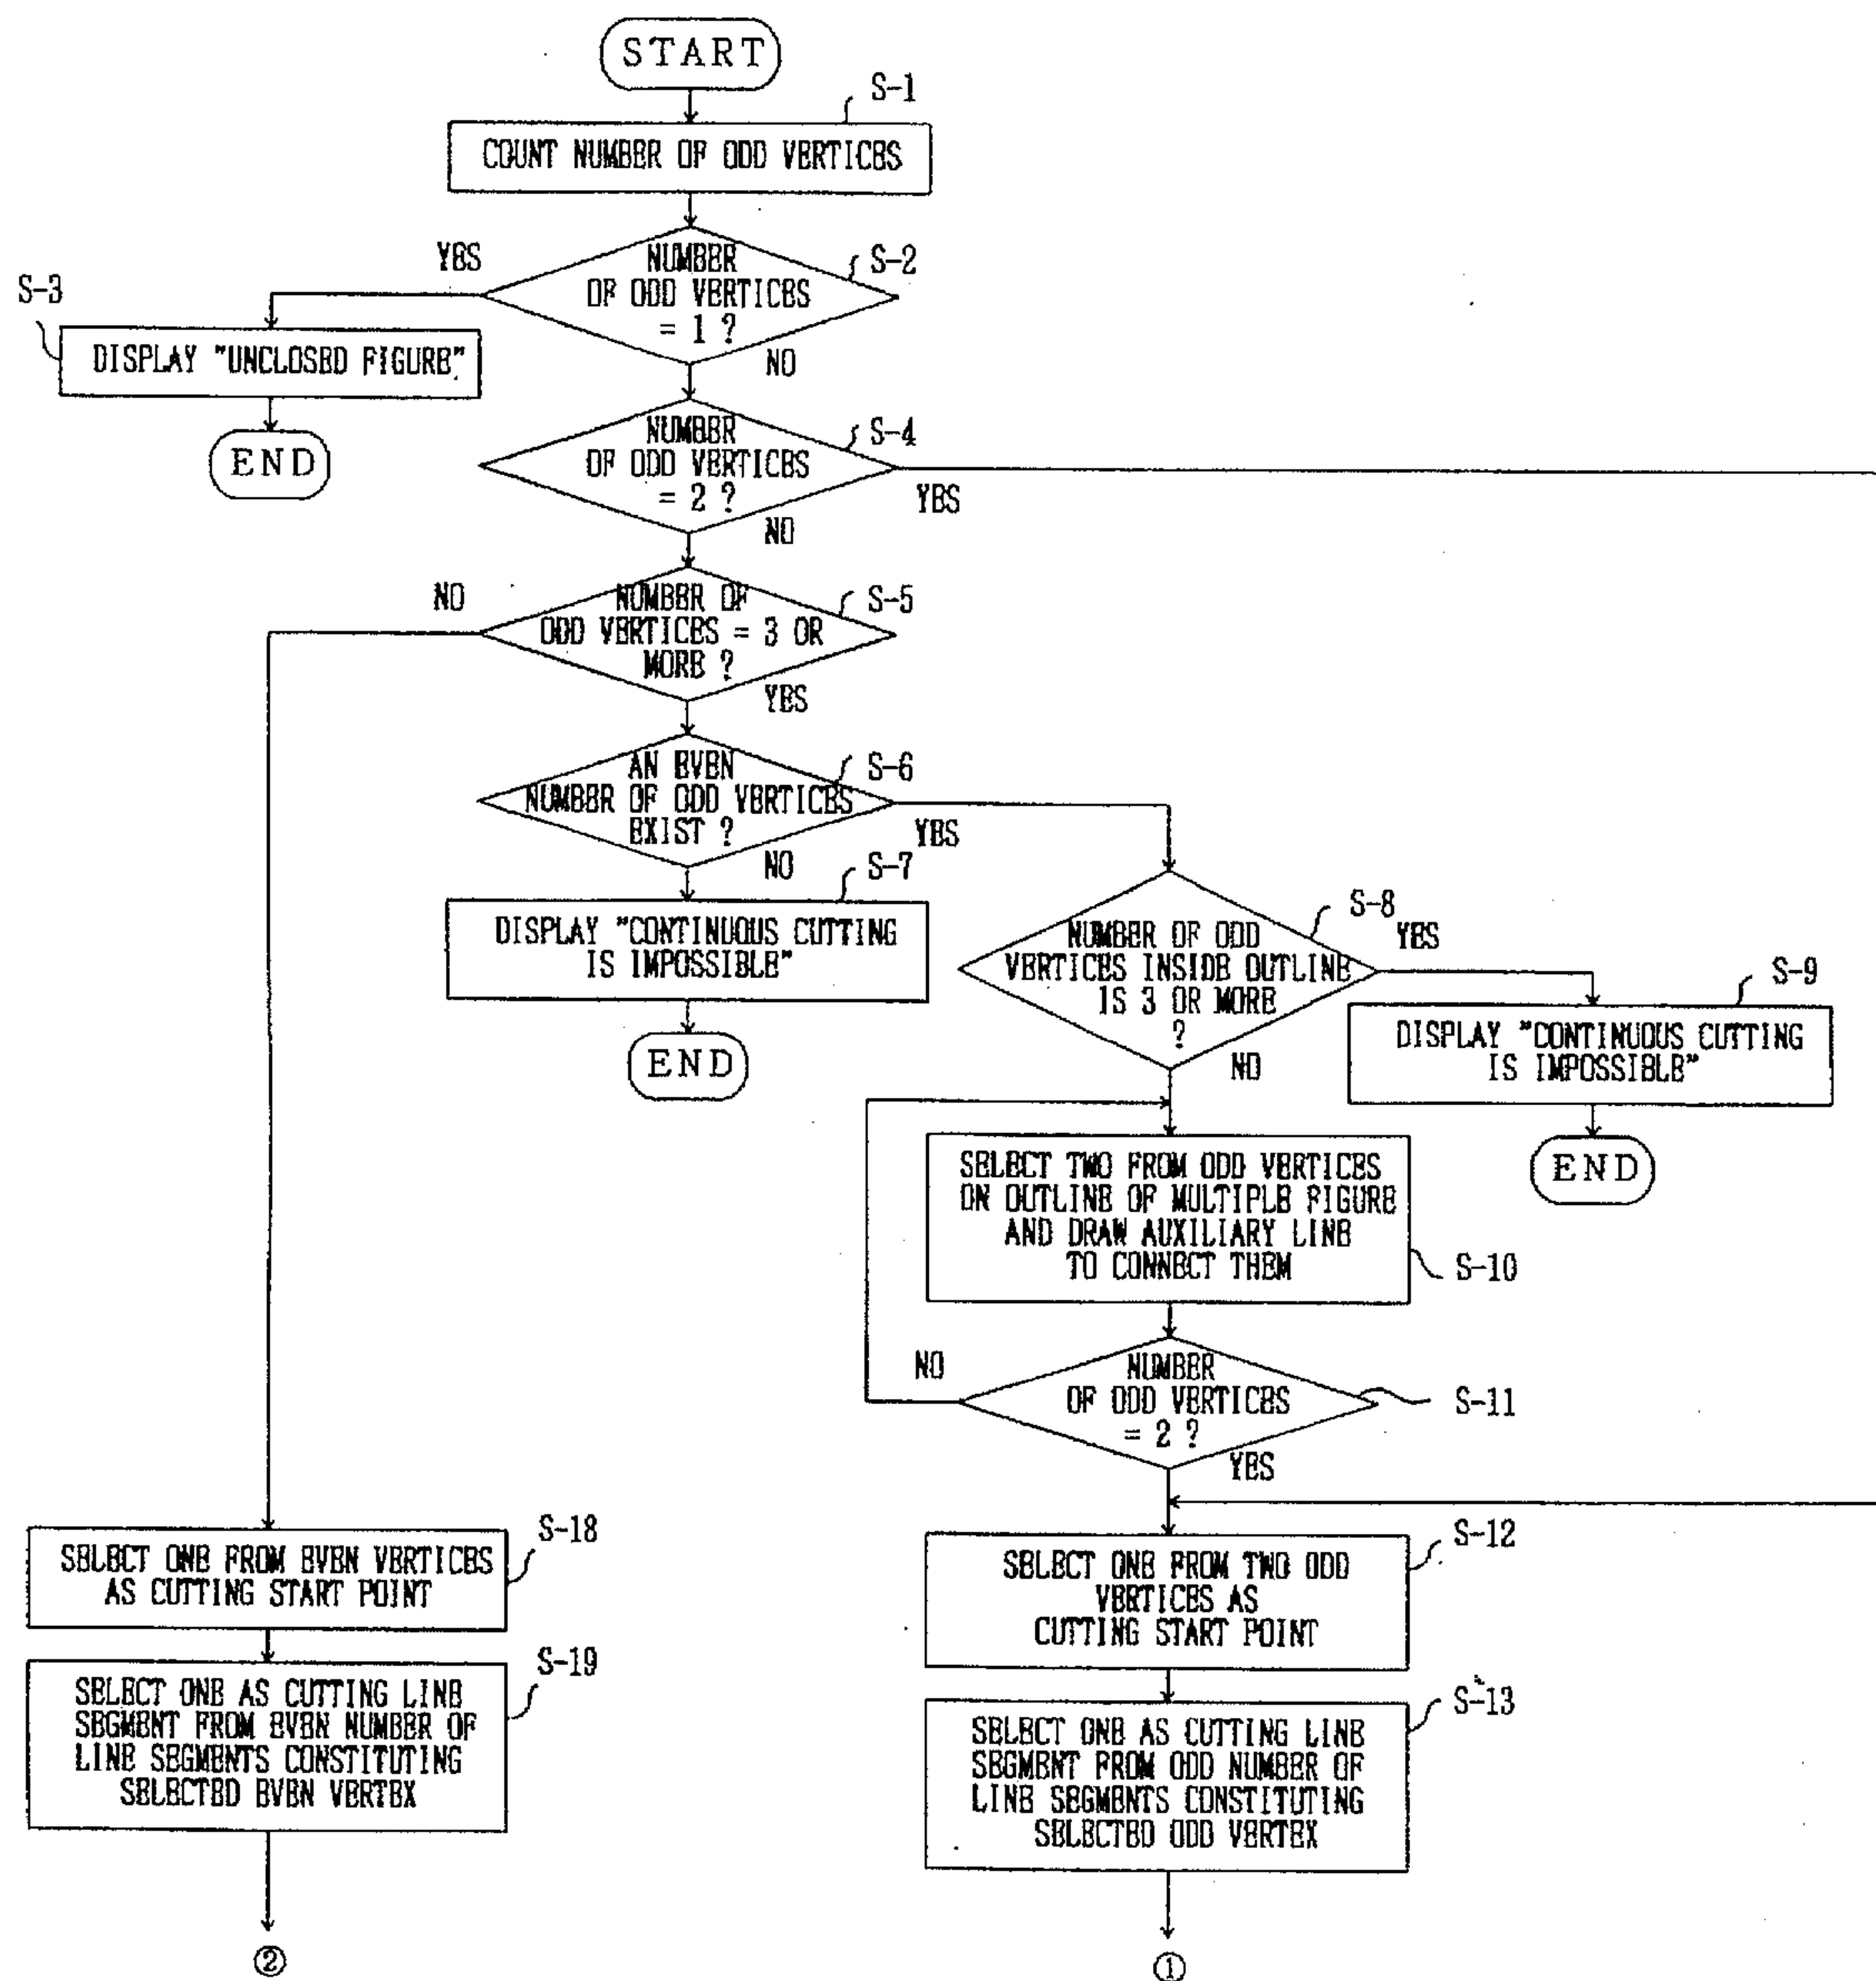 START
S-1
COUNT NUMBER OF ODD VERTICES
YES
NUMBER
OF ODD VERTICES
= 1 ?
S-2
NO
S-3
DISPLAY "UNCLOSED FIGURE"
END
NUMBER
OF ODD VERTICES
= 2 ?
S-4
YES
NO
NO
NUMBER OF
ODD VERTICES = 3 OR
MORE ?
S-5
YES
AN EVEN
NUMBER OF ODD VERTICES
EXIST ?
S-6
YES
NO
S-7
DISPLAY "CONTINUOUS CUTTING
IS IMPOSSIBLE"
END
NUMBER OF ODD
VERTICES INSIDE OUTLINE
IS 3 OR MORE
?
S-8
YES
NO
S-9
DISPLAY "CONTINUOUS CUTTING
IS IMPOSSIBLE"
END
SELECT TWO FROM ODD VERTICES
ON OUTLINE OF MULTIPLE FIGURE
AND DRAW AUXILIARY LINE
TO CONNECT THEM
S-10
NO
NUMBER
OF ODD VERTICES
= 2 ?
S-11
YES
S-18
SELECT ONE FROM EVEN VERTICES
AS CUTTING START POINT
S-12
SELECT ONE FROM TWO ODD
VERTICES AS
CUTTING START POINT
S-19
SELECT ONE AS CUTTING LINE
SEGMENT FROM EVEN NUMBER OF
LINE SEGMENTS CONSTITUTING
SELECTED EVEN VERTEX
S-13
SELECT ONE AS CUTTING LINE
SEGMENT FROM ODD NUMBER OF
LINE SEGMENTS CONSTITUTING
SELECTED ODD VERTEX
②
①